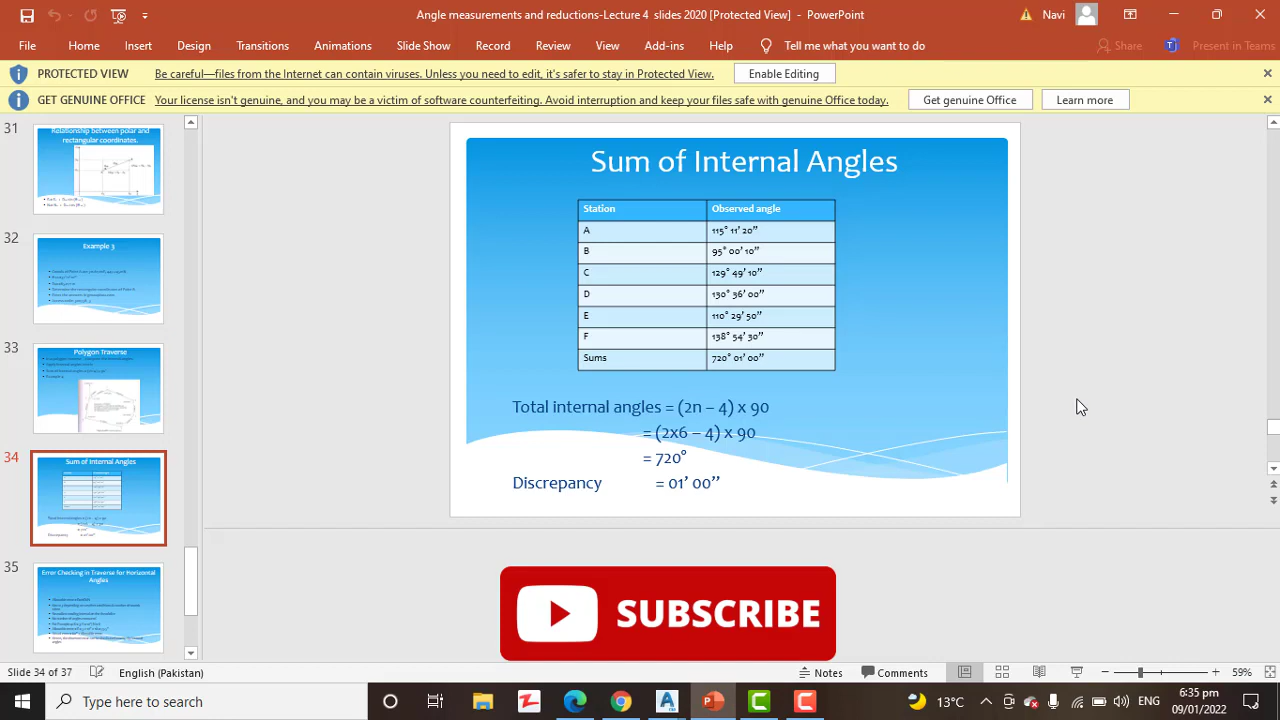 Angle measurements and reductions-Lecture 4 slides 2020 [Protected View] - PowerPoint
Navi
File Home Insert Design Transitions Animations Slide Show Record Review View Add-ins Help Tell me what you want to do Share Present in Teams
PROTECTED VIEW Be careful—files from the Internet can contain viruses. Unless you need to edit, it's safer to stay in Protected View. Enable Editing
GET GENUINE OFFICE Your license isn't genuine, and you may be a victim of software counterfeiting. Avoid interruption and keep your files safe with genuine Office today. Get genuine Office Learn more
31
Relationship between polar and
rectangular coordinates.
32
Example 3
33
Polygon Traverse
34
Sum of Internal Angles
35
Error Checking in Traverse for Horizontal
Angles
Sum of Internal Angles
Station Observed angle
A 115° 11’ 20”
B 95° 00’ 10”
C 129° 49’ 10”
D 130° 36’ 00”
E 110° 29’ 50”
F 138° 54’ 30”
Sums 720° 01’ 00”
Total internal angles = (2n – 4) x 90
= (2x6 – 4) x 90
= 720°
Discrepancy = 01’ 00’’
SUBSCRIBE
Slide 34 of 37 English (Pakistan) Notes Comments 59%
Type here to search
13°C ENG 6:35 pm
09/01/2022